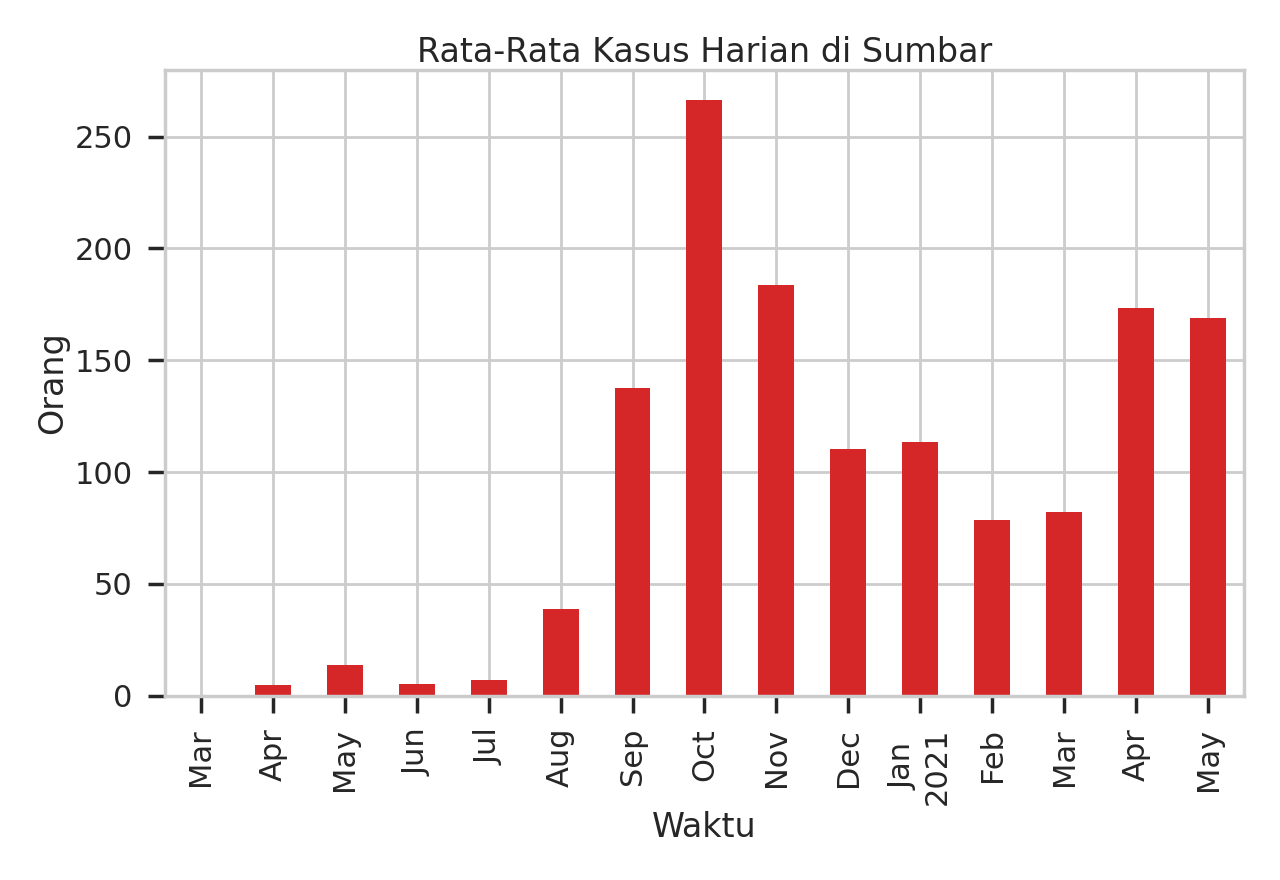 Rata-Rata Kasus Harian di Sumbar
250
200
150
100
50
0
Orang
Mar
Apr
May
Jun
Jul
Aug
Sep
Oct
Nov
Dec
Jan
2021
Feb
Mar
Apr
May
Waktu